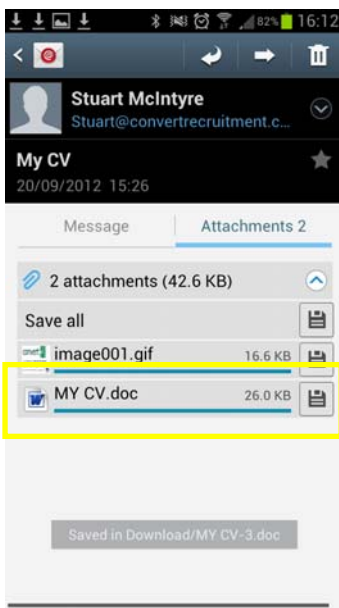 82% 16:12
Stuart McIntyre
Stuart@convertrecruitment.c...
My CV
20/09/2012 15:26
Message Attachments 2
2 attachments (42.6 KB)
Save all
image001.gif 16.6 KB
MY CV.doc 26.0 KB
Saved in Download/MY CV-3.doc